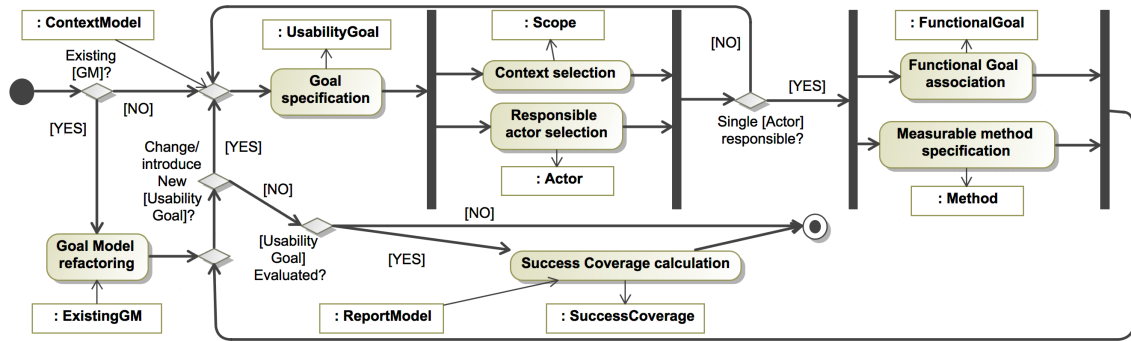 : ContextModel
: UsabilityGoal
: Scope
: FunctionalGoal
Existing
[GM]?
[NO]
[YES]
Goal
specification
Context selection
Responsible
actor selection
: Actor
[NO]
[YES]
Single [Actor]
responsible?
Functional Goal
association
Measurable method
specification
: Method
Change/
introduce
New
[Usability
Goal]?
[YES]
[NO]
[Usability
Goal]
Evaluated?
[NO]
[YES]
Goal Model
refactoring
: ExistingGM
Success Coverage calculation
: ReportModel
: SuccessCoverage